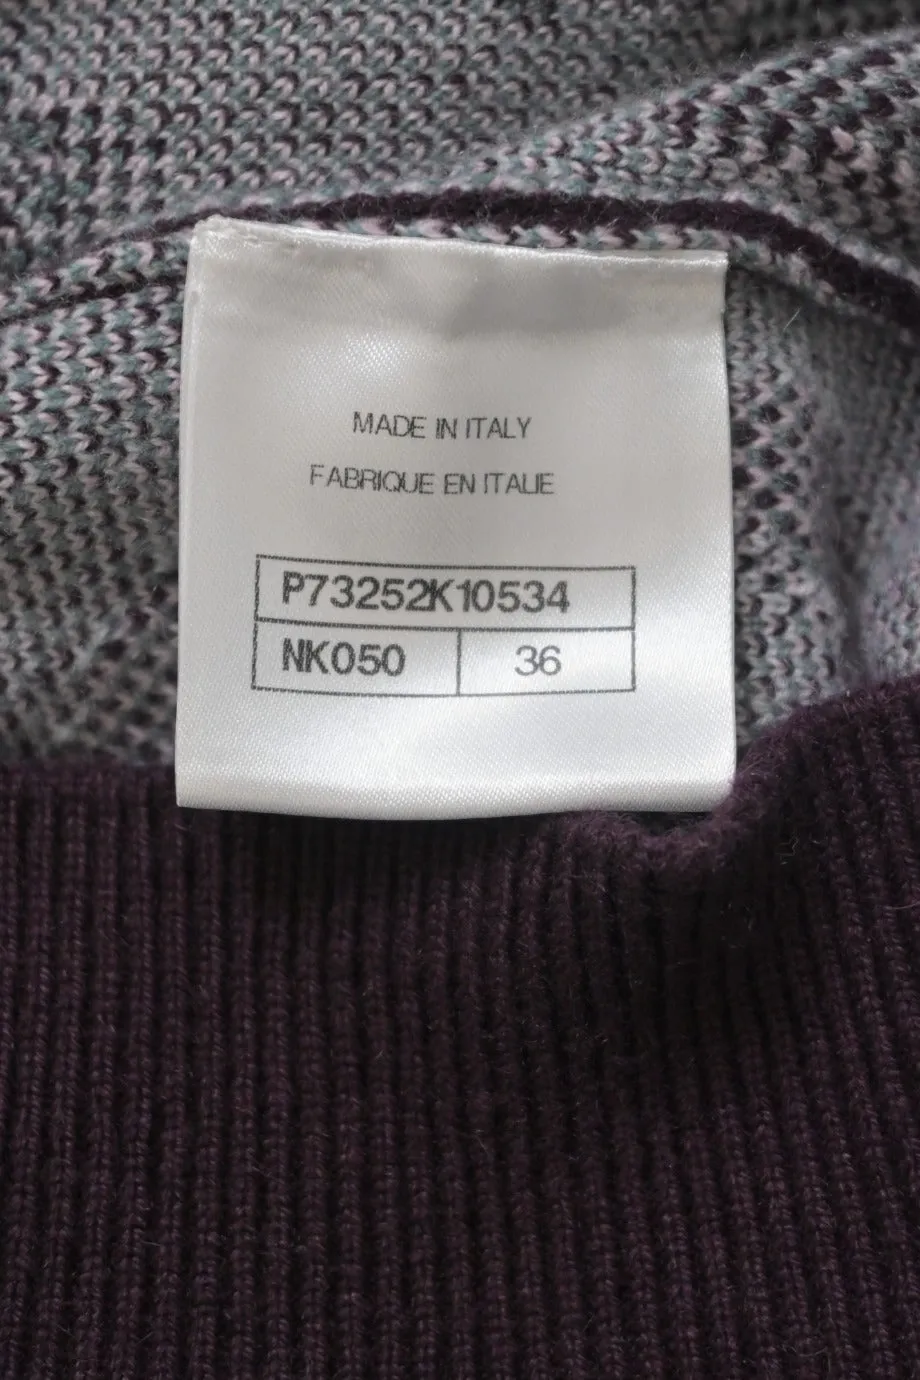 MADE IN ITALY
FABRIQUE EN ITALIE
P73252K10534
NK050 36